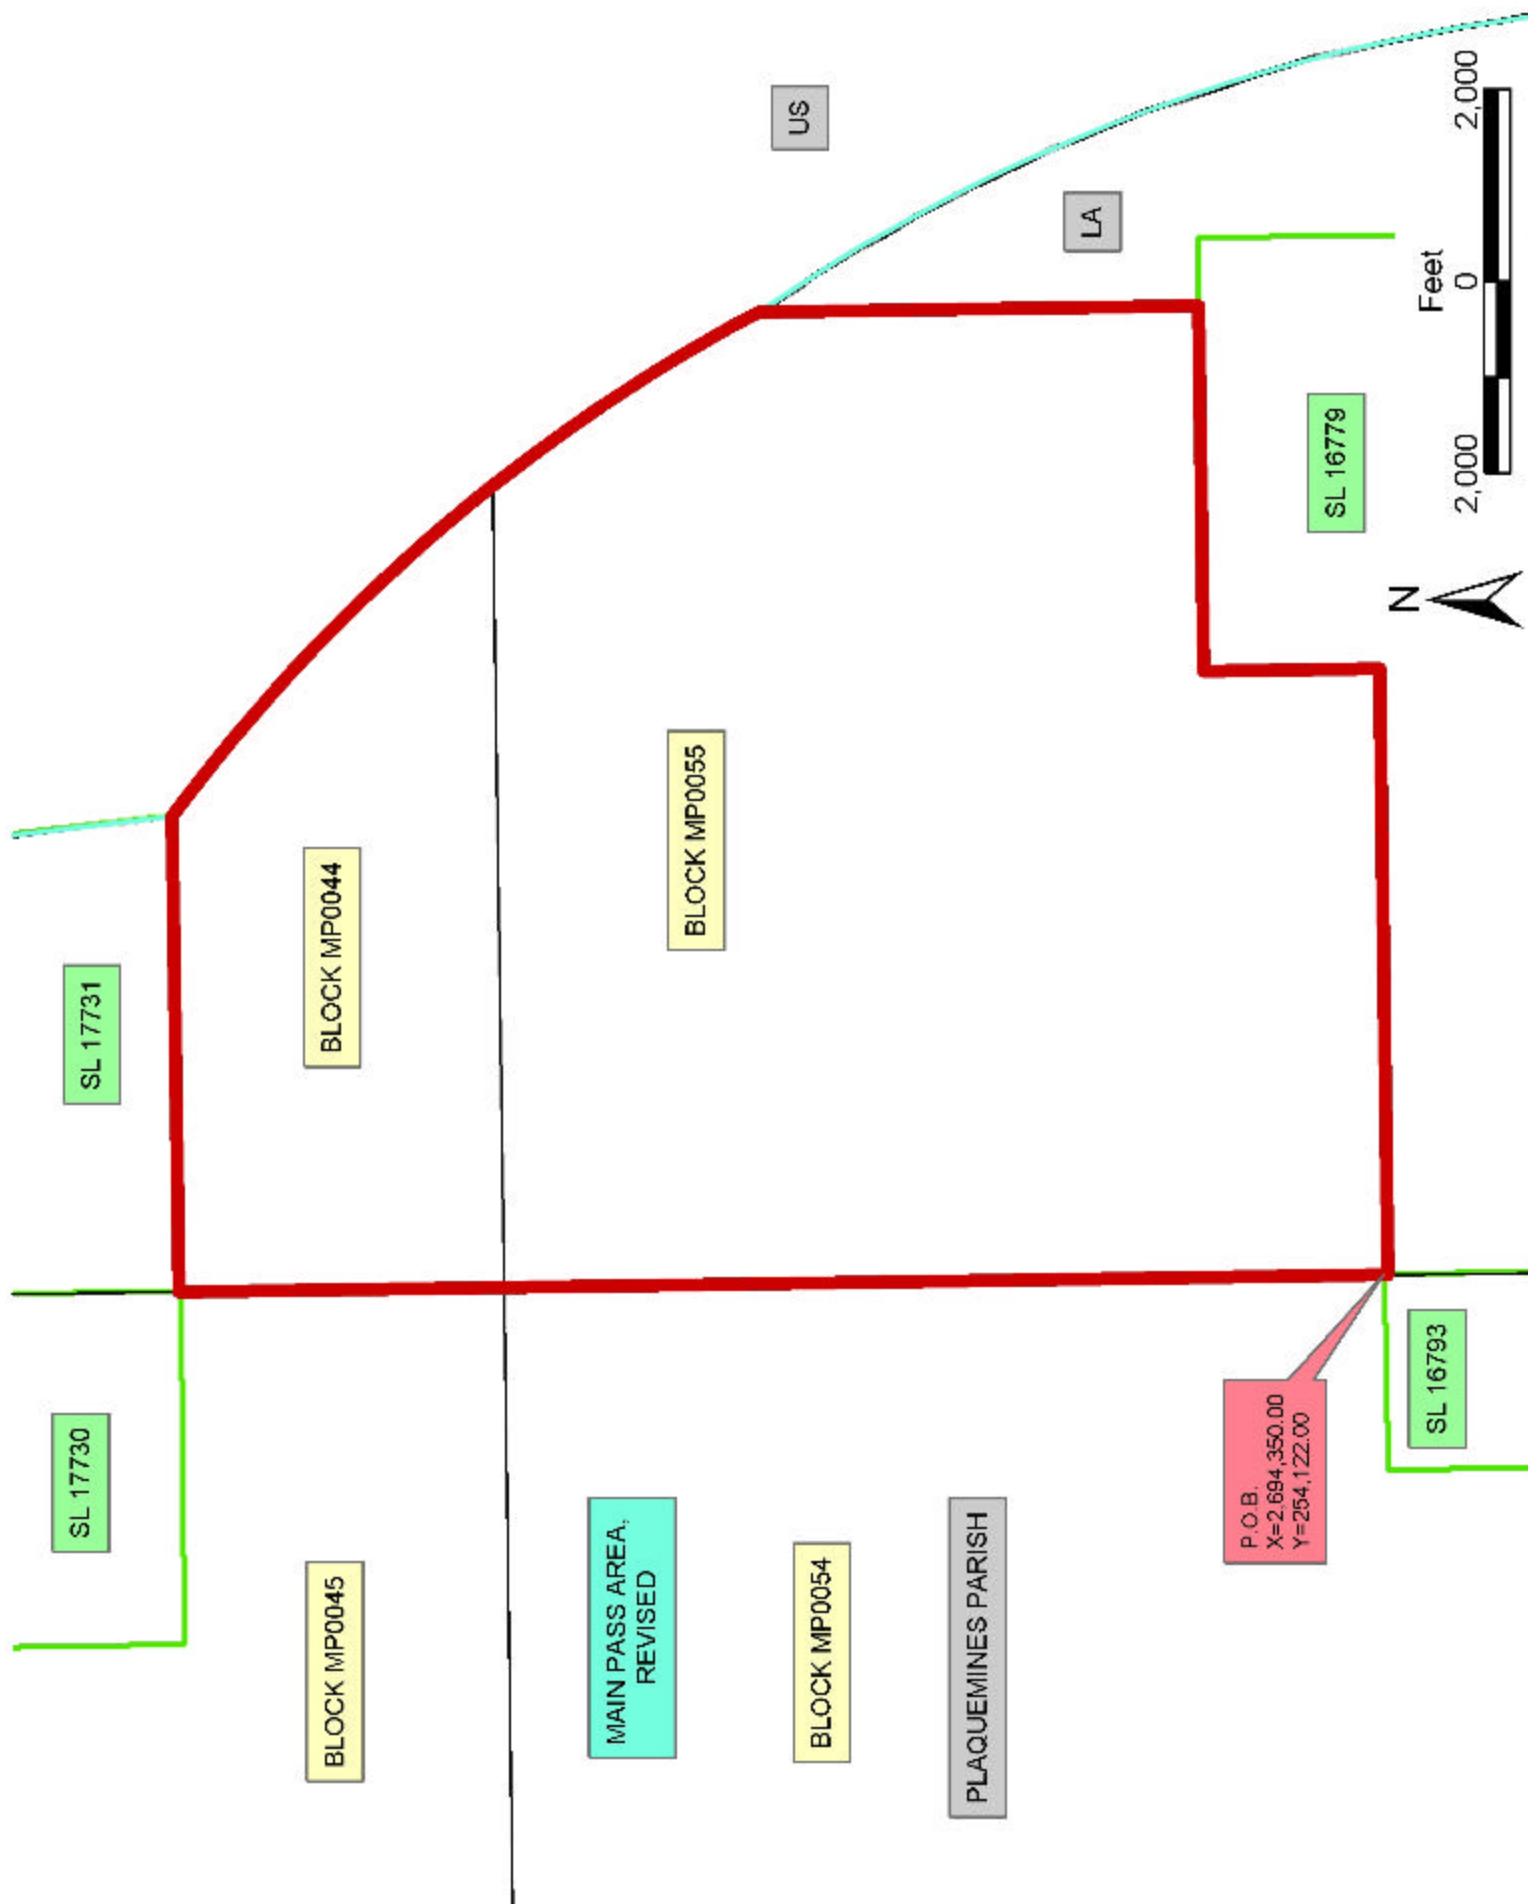 SL 17730
SL 17731
BLOCK MP0045
BLOCK MP0044
MAIN PASS AREA,
REVISED
BLOCK MP0055
US
BLOCK MP0054
PLAQUEMINES PARISH
LA
P.O.B.
X=2,694,350.00
Y=254,122.00
SL 16793
SL 16779
N
Feet
2,000 0 2,000